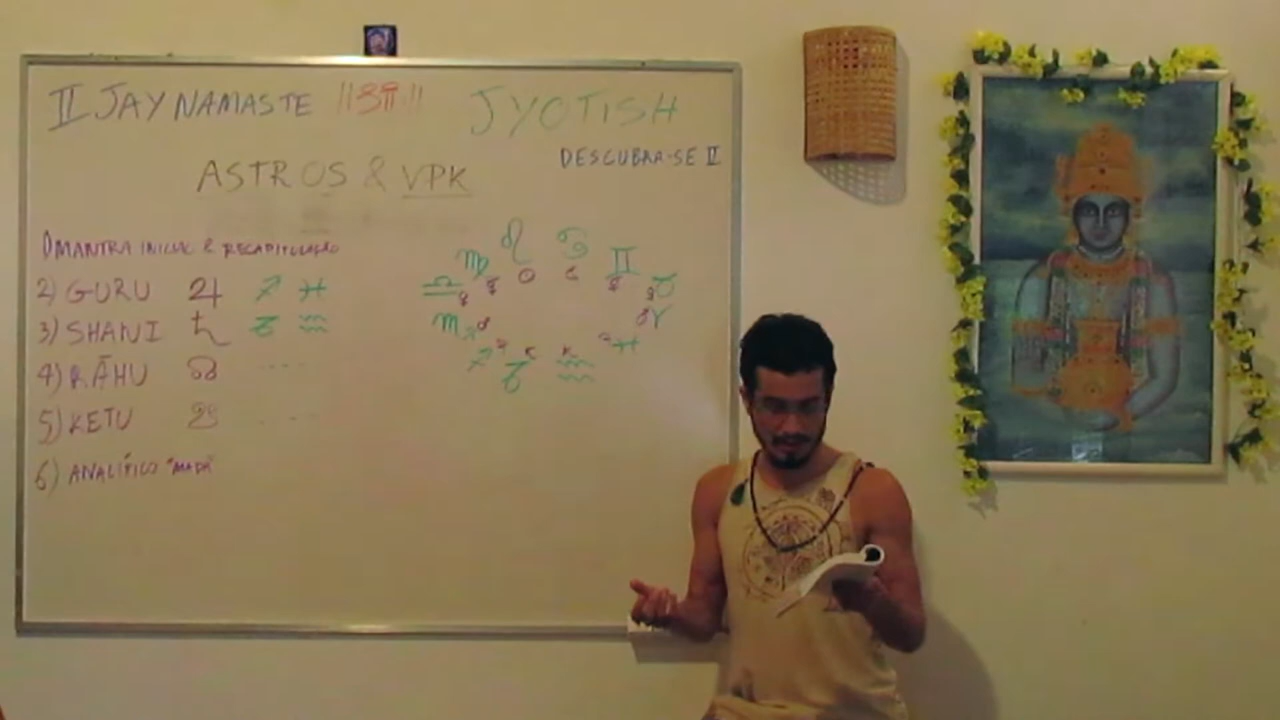 II JAY NAMASTE ||ॐ|| JYOTISH
DESCUBRA-SE II
ASTROS & VPK
1) MANTRA INICIAL & RECAPITULAÇÃO
2) GURU ♃ ♐ ♓
3) SHANI ♄ ♑ ♒
4) RĀHU ☊ ....
5) KETU ☋ ...
6) ANALÍTICO "MAPA"
♎ ♍ ♌ ♋ ♊ ♉
♀ ☿ ☉ ☾ ☿ ♀
♏ ♂ ♂ ♈
♐ ♃ ♑ ♄ ♒ ♄ ♃ ♓